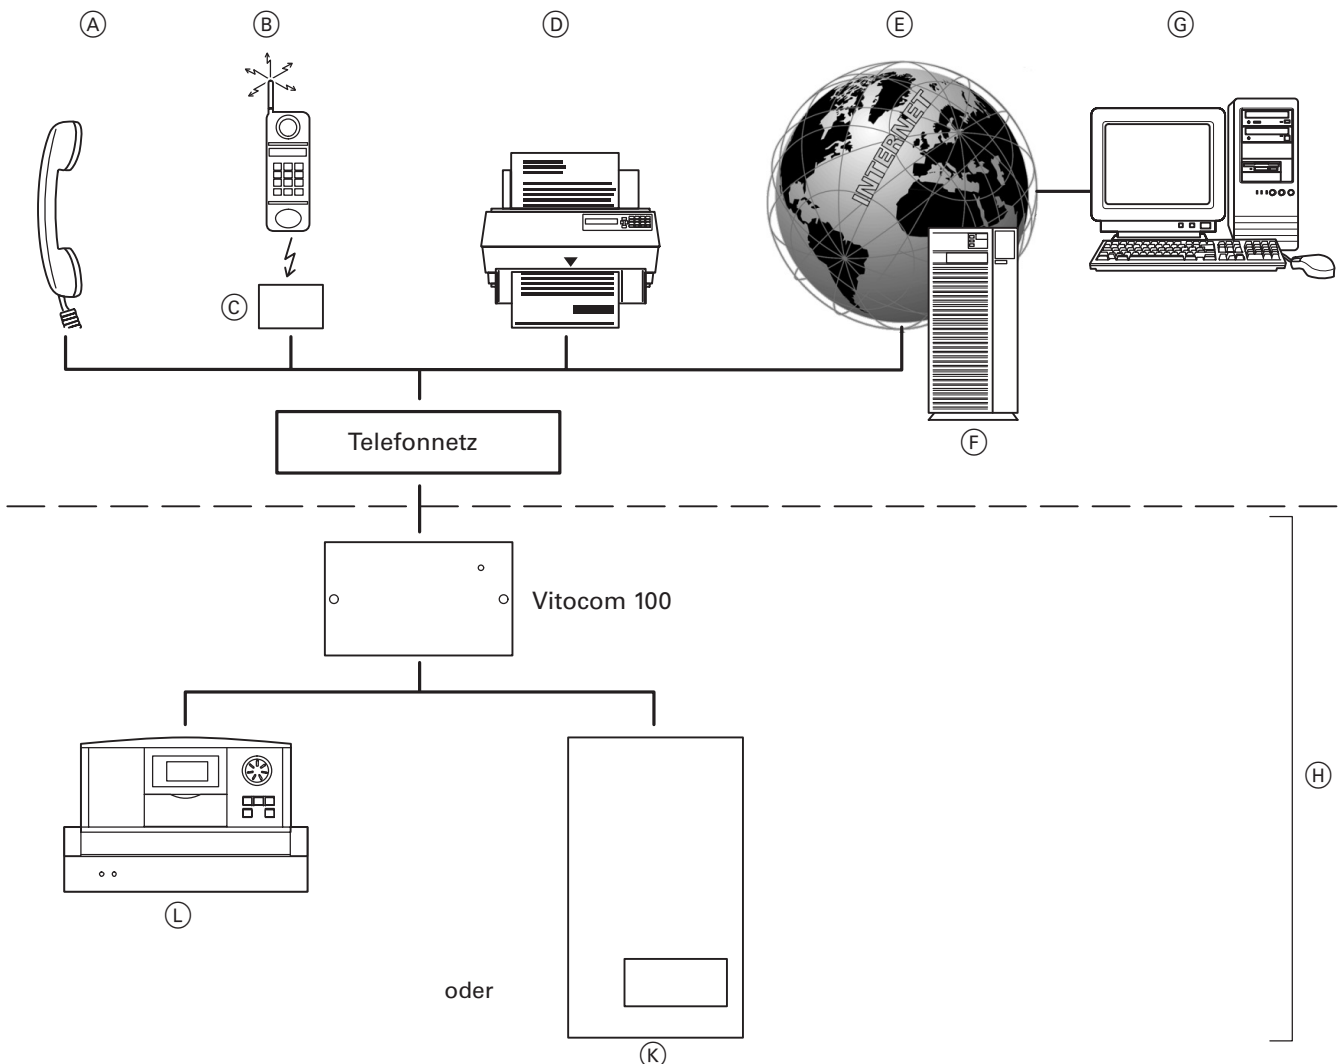 A B D E G
INTERNET
C
F
Telefonnetz
Vitocom 100
H
L
oder
K